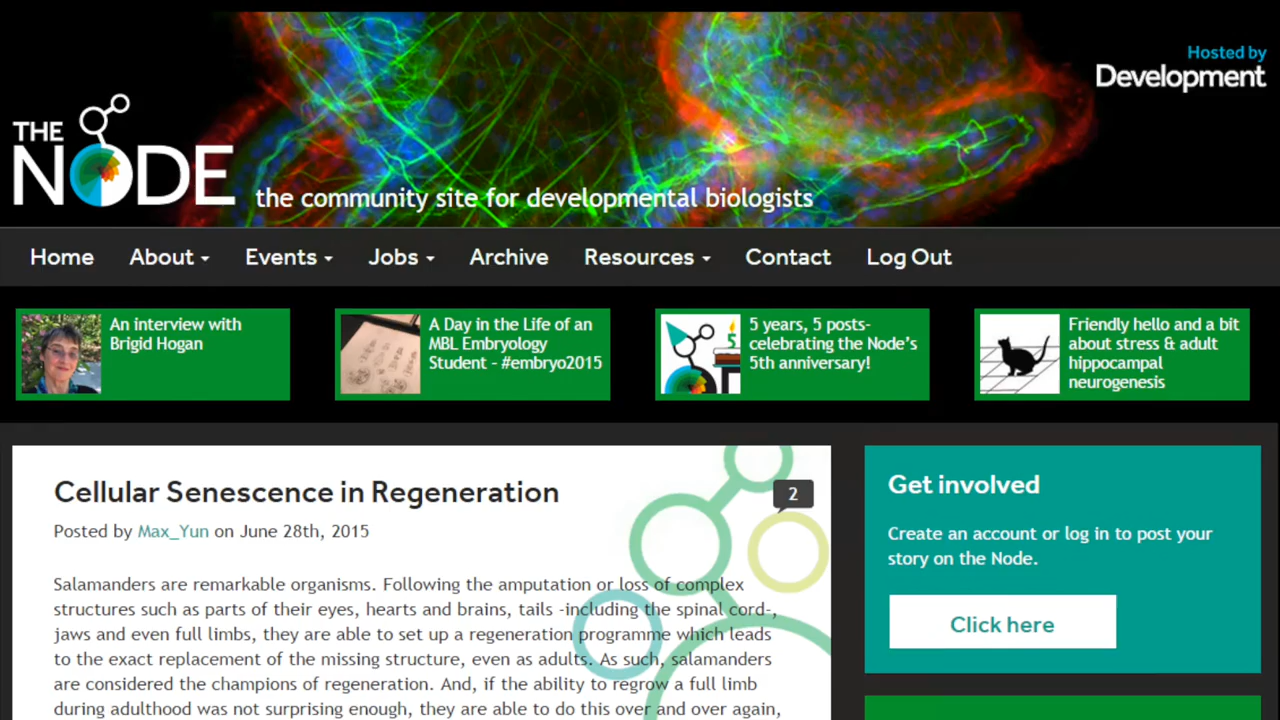 Hosted by
Development
THE
NODE
the community site for developmental biologists
Home About Events Jobs Archive Resources Contact Log Out
An interview with
Brigid Hogan
A Day in the Life of an
MBL Embryology
Student - #embryo2015
5
5 years, 5 posts-
celebrating the Node's
5th anniversary!
Friendly hello and a bit
about stress & adult
hippocampal
neurogenesis
Cellular Senescence in Regeneration
2
Posted by Max_Yun on June 28th, 2015
Salamanders are remarkable organisms. Following the amputation or loss of complex
structures such as parts of their eyes, hearts and brains, tails -including the spinal cord-,
jaws and even full limbs, they are able to set up a regeneration programme which leads
to the exact replacement of the missing structure, even as adults. As such, salamanders
are considered the champions of regeneration. And, if the ability to regrow a full limb
during adulthood was not surprising enough, they are able to do this over and over again,
Get involved
Create an account or log in to post your
story on the Node.
Click here